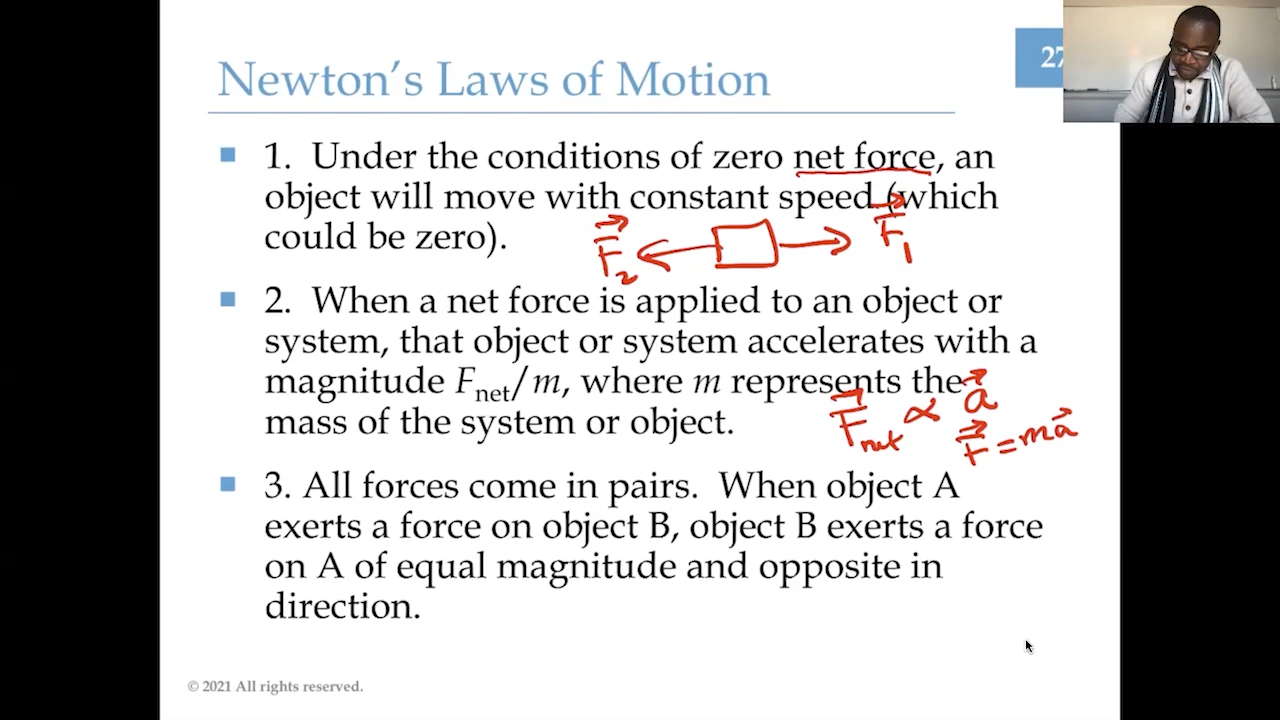 Newton's Laws of Motion
27
1. Under the conditions of zero net force, an
object will move with constant speed (which
could be zero).
F₂
F₁
2. When a net force is applied to an object or
system, that object or system accelerates with a
magnitude Fnet/m, where m represents the
mass of the system or object.
F⃗net ∝ a⃗
F⃗ = ma⃗
3. All forces come in pairs. When object A
exerts a force on object B, object B exerts a force
on A of equal magnitude and opposite in
direction.
© 2021 All rights reserved.